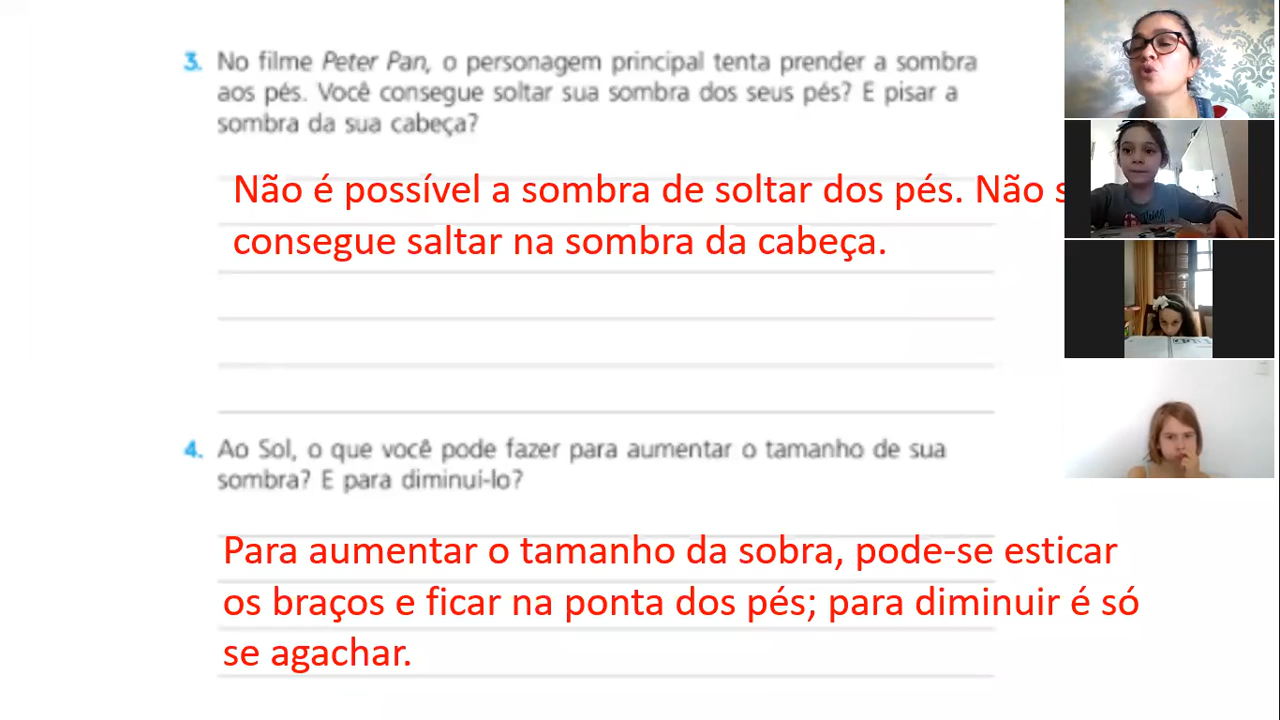 3. No filme Peter Pan, o personagem principal tenta prender a sombra
aos pés. Você consegue soltar sua sombra dos seus pés? E pisar a
sombra da sua cabeça?
Não é possível a sombra de soltar dos pés. Não
consegue saltar na sombra da cabeça.
4. Ao Sol, o que você pode fazer para aumentar o tamanho de sua
sombra? E para diminuí-lo?
Para aumentar o tamanho da sobra, pode-se esticar
os braços e ficar na ponta dos pés; para diminuir é só
se agachar.